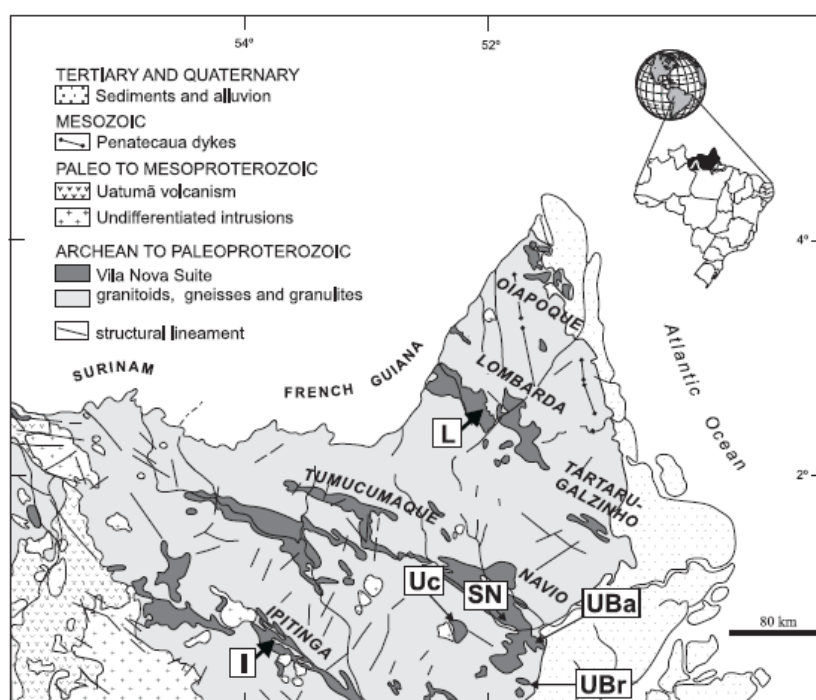 54°
52°
TERTIARY AND QUATERNARY
Sediments and alluvion
MESOZOIC
Penatecaua dykes
PALEO TO MESOPROTEROZOIC
Uatumã volcanism
Undifferentiated intrusions
ARCHEAN TO PALEOPROTEROZOIC
Vila Nova Suite
granitoids, gneisses and granulites
structural lineament
4°
OIAPOQUE
SURINAM
FRENCH GUIANA
LOMBARDA
Atlantic Ocean
L
2°
TUMUCUMAQUE
TARTARU-
GALZINHO
NAVIO
Uc
SN
UBa
IPITINGA
80 km
I
UBr